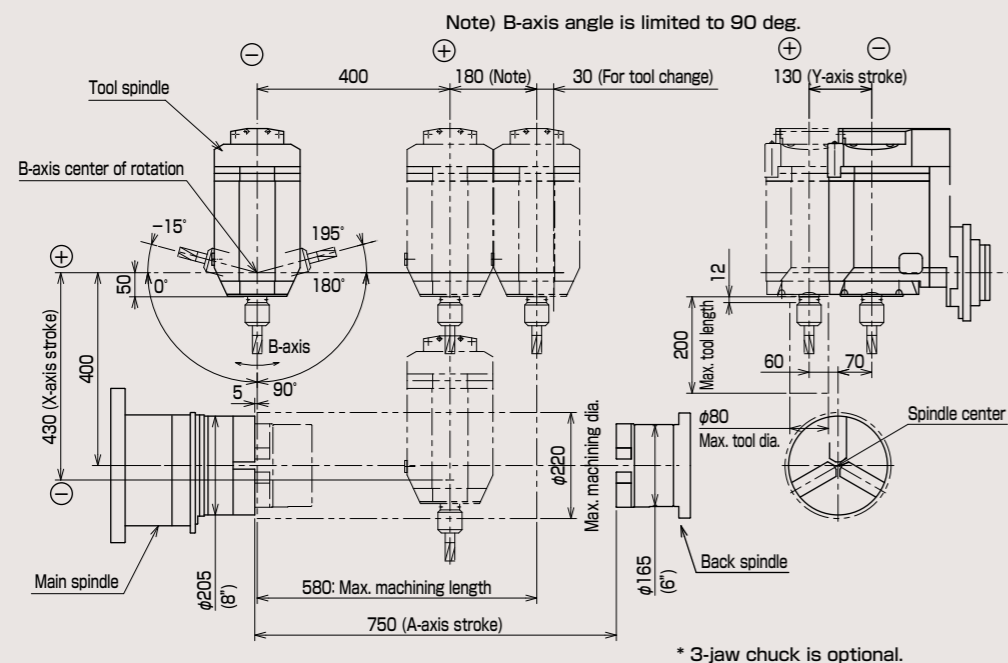 Note) B-axis angle is limited to 90 deg.
⊖
⊕
400
180 (Note)
30 (For tool change)
⊕
⊖
130 (Y-axis stroke)
Tool spindle
B-axis center of rotation
-15°
195°
⊕
50
0°
180°
12
B-axis
200
Max. tool length
400
430 (X-axis stroke)
5
90°
60
70
φ80
Max. tool dia.
Spindle center
⊖
φ220
Max. machining dia.
Main spindle
φ205
(8")
580: Max. machining length
φ165
(6")
Back spindle
750 (A-axis stroke)
* 3-jaw chuck is optional.